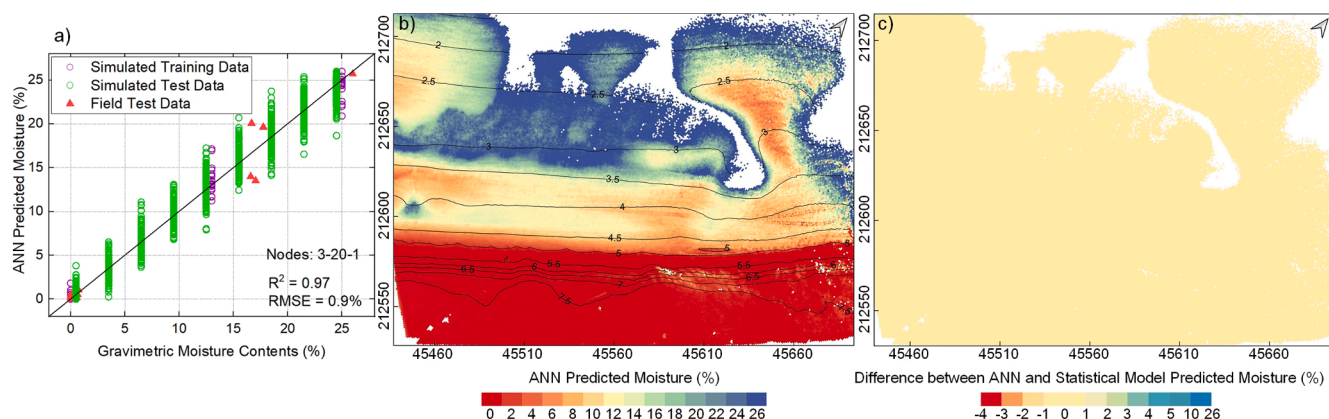 a)
ANN Predicted Moisture (%)
25
20
15
10
5
0
Simulated Training Data
Simulated Test Data
Field Test Data
Nodes: 3-20-1
R² = 0.97
RMSE = 0.9%
0 5 10 15 20 25
Gravimetric Moisture Contents (%)
b)
212700
212650
212600
212550
2
2
2.5
2.5
3
3
3
3.5
3.5
4
4
4.5
4.5
5
5
6
6.5
6.5
7
7.5
7.5
45460 45510 45560 45610 45660
ANN Predicted Moisture (%)
0 2 4 6 8 10 12 14 16 18 20 22 24 26
c)
212700
212650
212600
212550
45460 45510 45560 45610 45660
Difference between ANN and Statistical Model Predicted Moisture (%)
-4 -3 -2 -1 0 1 2 3 4 5 10 26